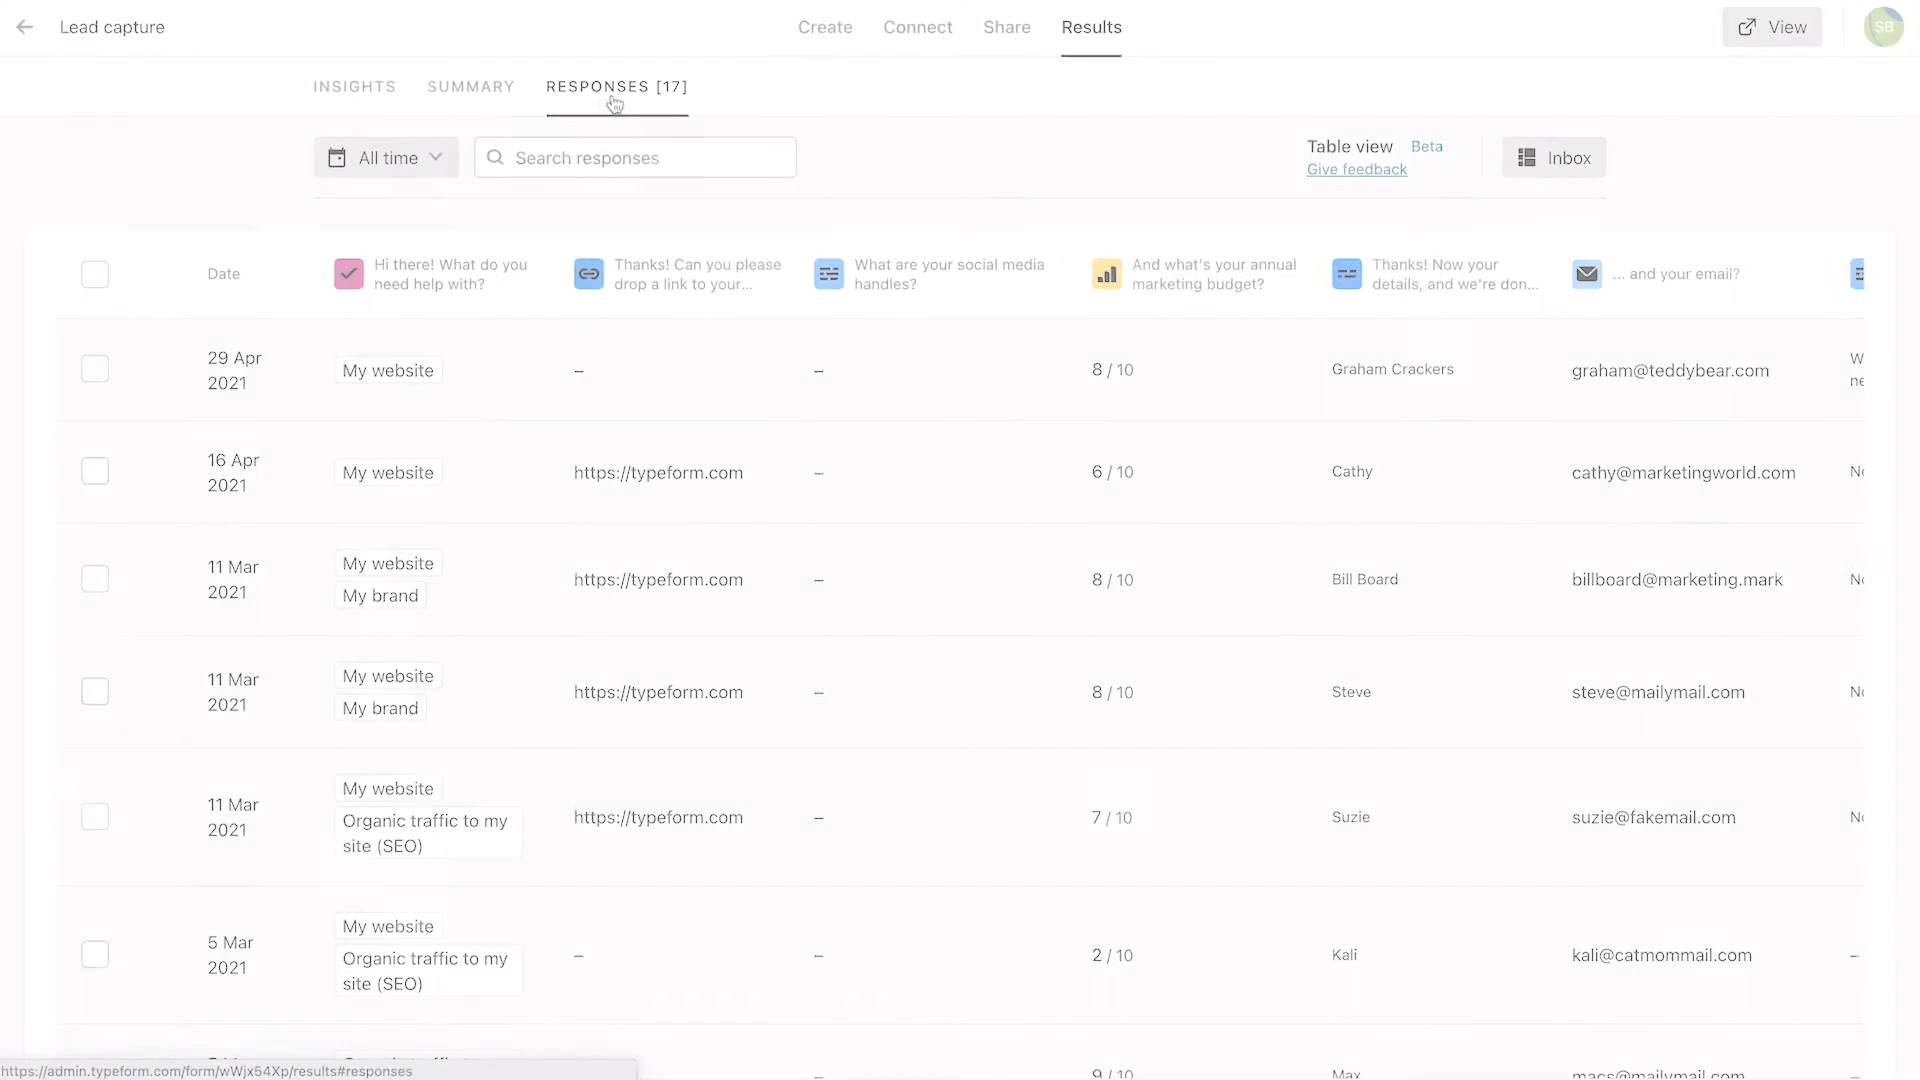 Lead capture
Create
Connect
Share
Results
View
SB
INSIGHTS
SUMMARY
RESPONSES [17]
All time
Search responses
Table view Beta
Give feedback
Inbox
Date
Hi there! What do you
need help with?
Thanks! Can you please
drop a link to your...
What are your social media
handles?
And what's your annual
marketing budget?
Thanks! Now your
details, and we're don...
... and your email?
29 Apr
2021
My website
–
–
8 / 10
Graham Crackers
graham@teddybear.com
16 Apr
2021
My website
https://typeform.com
–
6 / 10
Cathy
cathy@marketingworld.com
11 Mar
2021
My website
My brand
https://typeform.com
–
8 / 10
Bill Board
billboard@marketing.mark
11 Mar
2021
My website
My brand
https://typeform.com
–
8 / 10
Steve
steve@mailymail.com
11 Mar
2021
My website
Organic traffic to my
site (SEO)
https://typeform.com
–
7 / 10
Suzie
suzie@fakemail.com
5 Mar
2021
My website
Organic traffic to my
site (SEO)
–
–
2 / 10
Kali
kali@catmommail.com
–
–
9 / 10
Max
macs@mailymail.com
https://admin.typeform.com/form/wWjx54Xp/results#responses